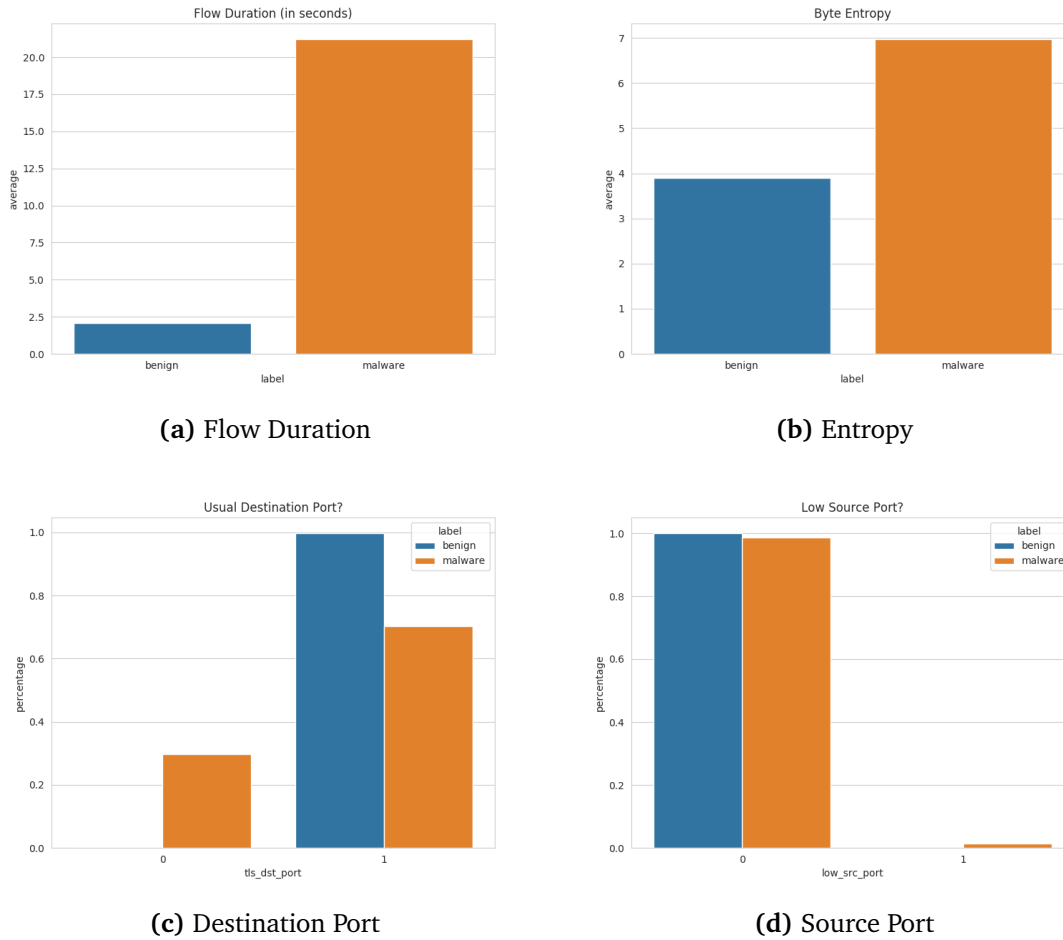 Flow Duration (in seconds)
20.0
17.5
15.0
12.5
10.0
7.5
5.0
2.5
0.0
average
benign malware
label
(a) Flow Duration
Byte Entropy
7
6
5
4
3
2
1
0
average
benign malware
label
(b) Entropy
Usual Destination Port?
label
benign
malware
1.0
0.8
0.6
0.4
0.2
0.0
percentage
0 1
tls_dst_port
(c) Destination Port
Low Source Port?
label
benign
malware
1.0
0.8
0.6
0.4
0.2
0.0
percentage
0 1
low_src_port
(d) Source Port